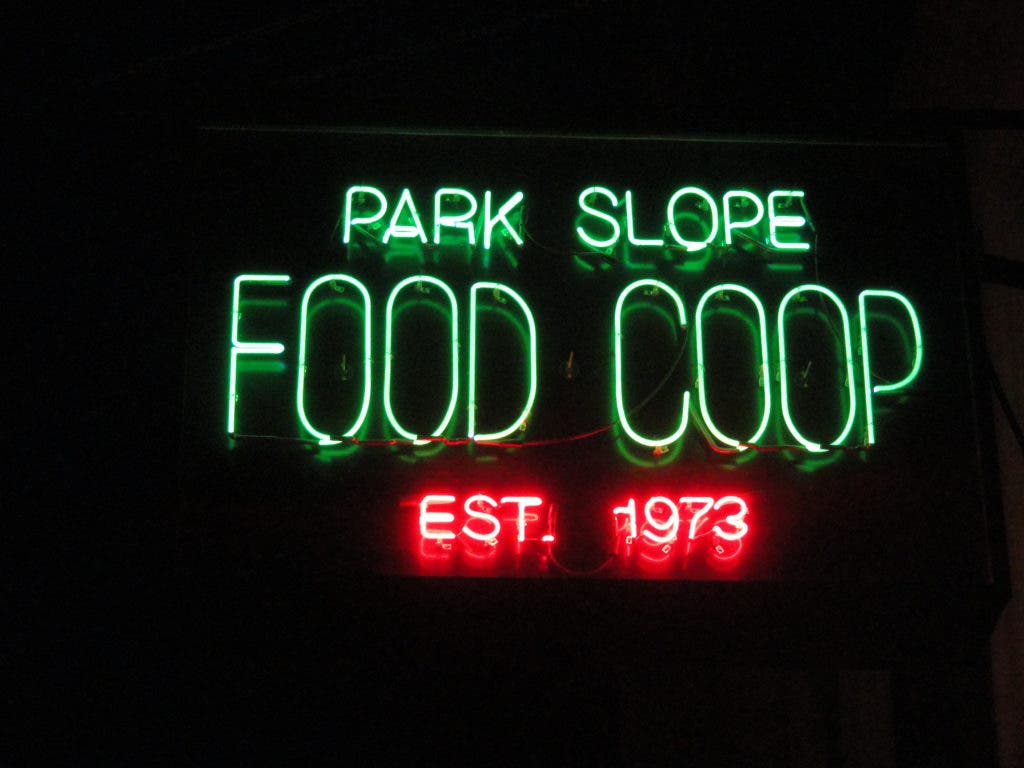 PARK SLOPE
FOOD COOP
EST. 1973